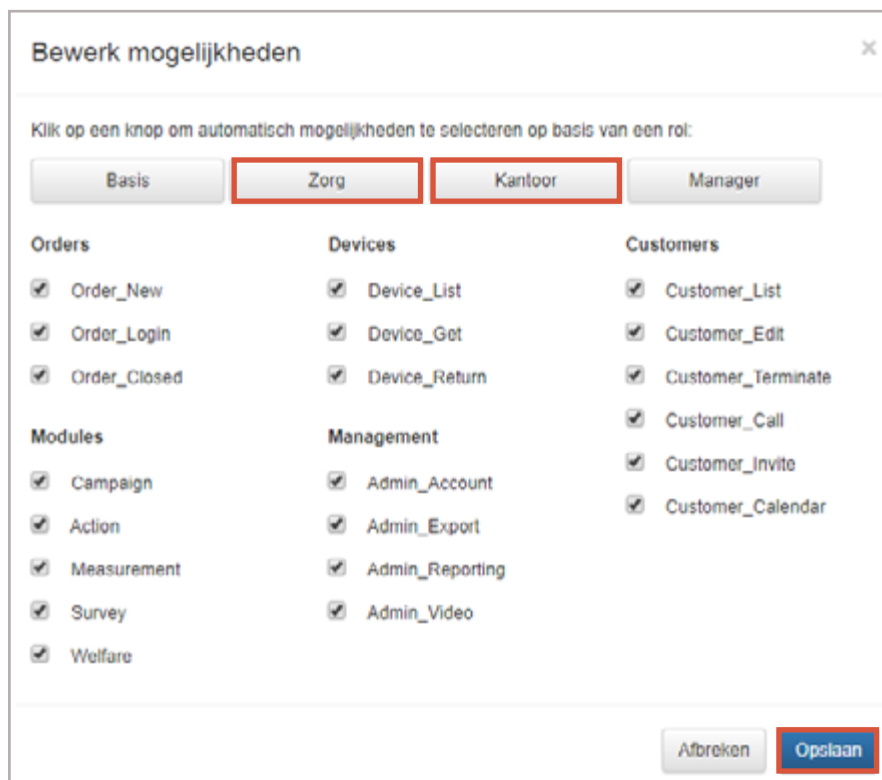 Bewerk mogelijkheden
×
Klik op een knop om automatisch mogelijkheden te selecteren op basis van een rol:
Basis
Zorg
Kantoor
Manager
Orders
Order_New
Order_Login
Order_Closed
Devices
Device_List
Device_Get
Device_Return
Customers
Customer_List
Customer_Edit
Customer_Terminate
Customer_Call
Customer_Invite
Customer_Calendar
Modules
Campaign
Action
Measurement
Survey
Welfare
Management
Admin_Account
Admin_Export
Admin_Reporting
Admin_Video
Afbreken
Opslaan